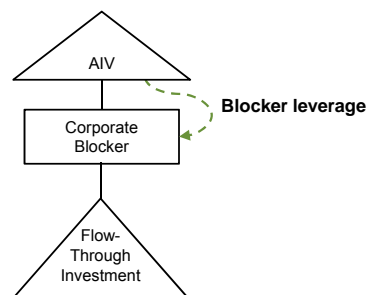 AIV
Blocker leverage
Corporate
Blocker
Flow-
Through
Investment